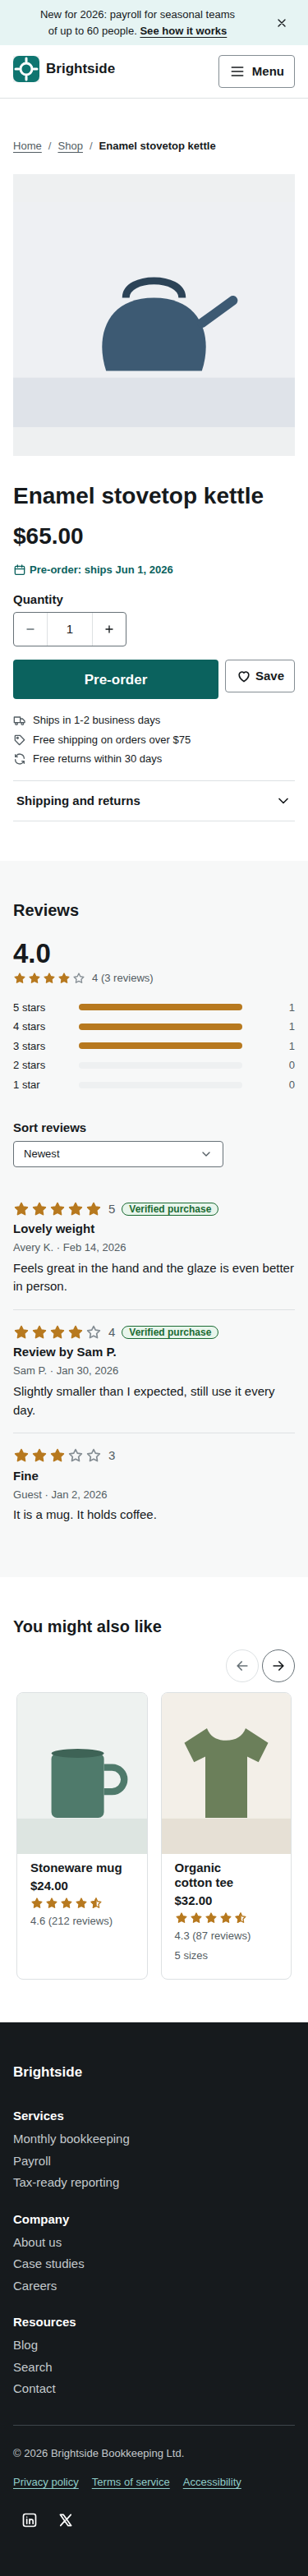 New for 2026: payroll for seasonal teams
of up to 60 people. See how it works
Brightside
Menu
Home / Shop / Enamel stovetop kettle
Enamel stovetop kettle
$65.00
Pre-order: ships Jun 1, 2026
Quantity
− 1 +
Pre-order
Save
Ships in 1-2 business days
Free shipping on orders over $75
Free returns within 30 days
Shipping and returns
Reviews
4.0
4 (3 reviews)
5 stars 1
4 stars 1
3 stars 1
2 stars 0
1 star 0
Sort reviews
Newest
5 Verified purchase
Lovely weight
Avery K. · Feb 14, 2026
Feels great in the hand and the glaze is even better
in person.
4 Verified purchase
Review by Sam P.
Sam P. · Jan 30, 2026
Slightly smaller than I expected, still use it every
day.
3
Fine
Guest · Jan 2, 2026
It is a mug. It holds coffee.
You might also like
Stoneware mug
$24.00
4.6 (212 reviews)
Organic
cotton tee
$32.00
4.3 (87 reviews)
5 sizes
Brightside
Services
Monthly bookkeeping
Payroll
Tax-ready reporting
Company
About us
Case studies
Careers
Resources
Blog
Search
Contact
© 2026 Brightside Bookkeeping Ltd.
Privacy policy Terms of service Accessibility